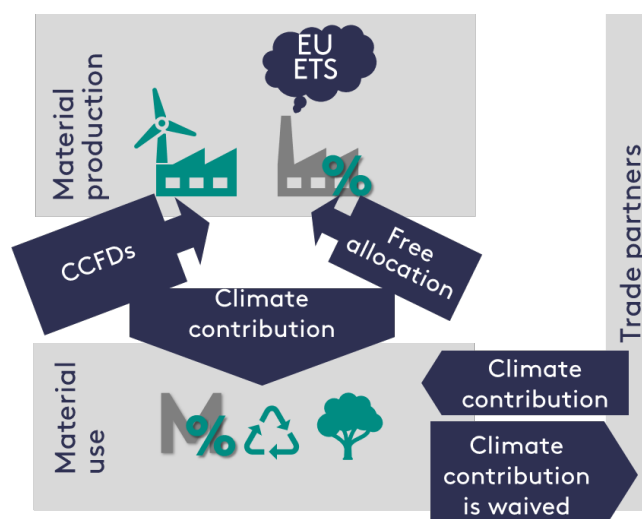 EU
ETS
Material
production
%
CCFDs
Free
allocation
Climate
contribution
Trade partners
Material
use
M
%
Climate
contribution
Climate
contribution
is waived